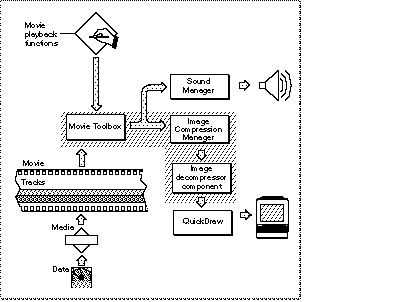 Movie
playback
functions
Sound
Manager
Movie Toolbox
Image
Compression
Manager
Movie
Tracks
Image
decompressor
component
Media
QuickDraw
Data